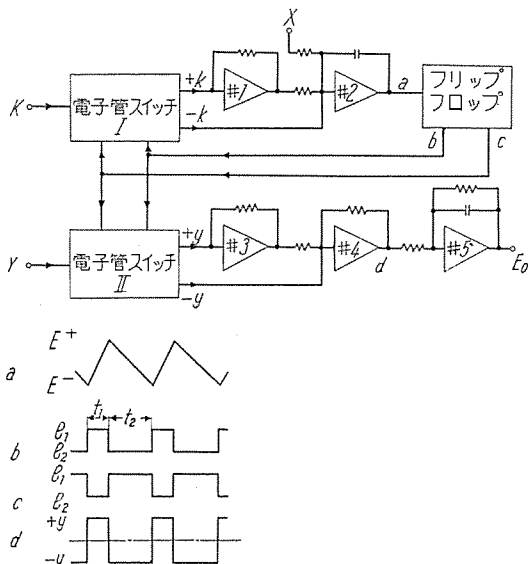 X
+k
#1
K
電子管スイッチ
I
-k
#2
a
フリップ
フロップ
b
c
+y
#3
Y
電子管スイッチ
II
-y
#4
d
#5
E₀
E⁺
a
E⁻
t₁
t₂
b
e₁
e₂
c
e₁
e₂
d
+y
-y